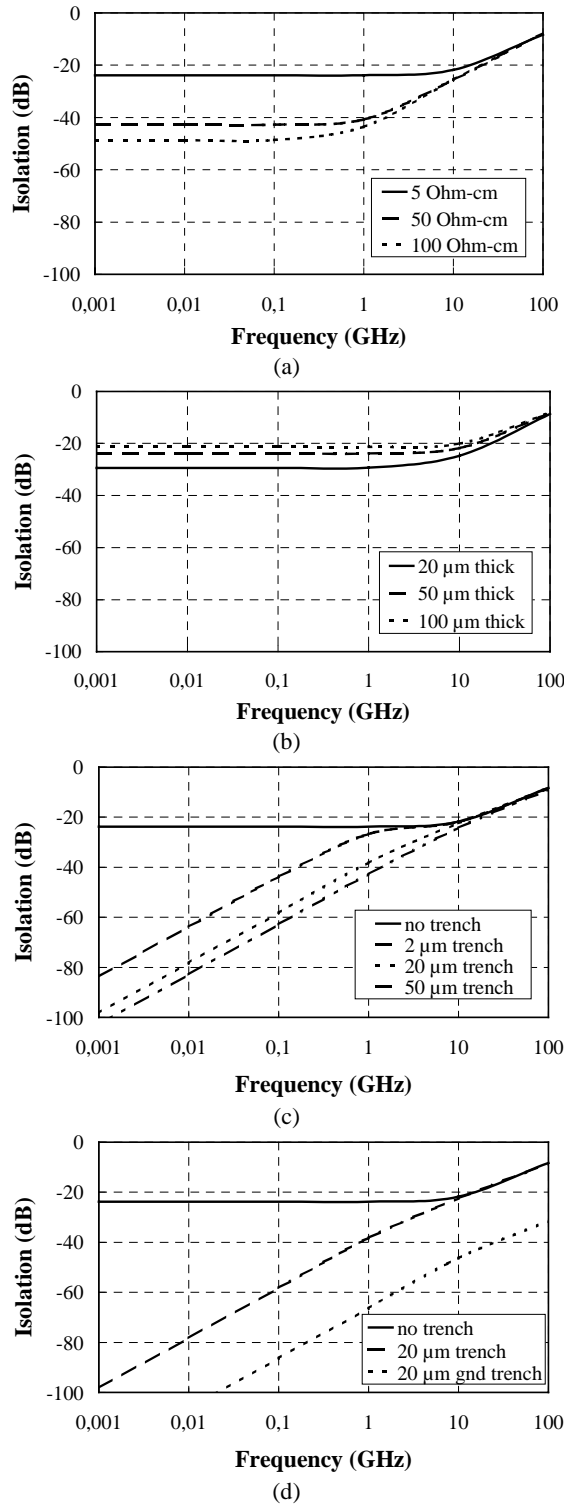 0
-20
-40
-60
-80
-100
Isolation (dB)
5 Ohm-cm
50 Ohm-cm
100 Ohm-cm
0,001 0,01 0,1 1 10 100
Frequency (GHz)
(a)
0
-20
-40
-60
-80
-100
Isolation (dB)
20 µm thick
50 µm thick
100 µm thick
0,001 0,01 0,1 1 10 100
Frequency (GHz)
(b)
0
-20
-40
-60
-80
-100
Isolation (dB)
no trench
2 µm trench
20 µm trench
50 µm trench
0,001 0,01 0,1 1 10 100
Frequency (GHz)
(c)
0
-20
-40
-60
-80
-100
Isolation (dB)
no trench
20 µm trench
20 µm gnd trench
0,001 0,01 0,1 1 10 100
Frequency (GHz)
(d)